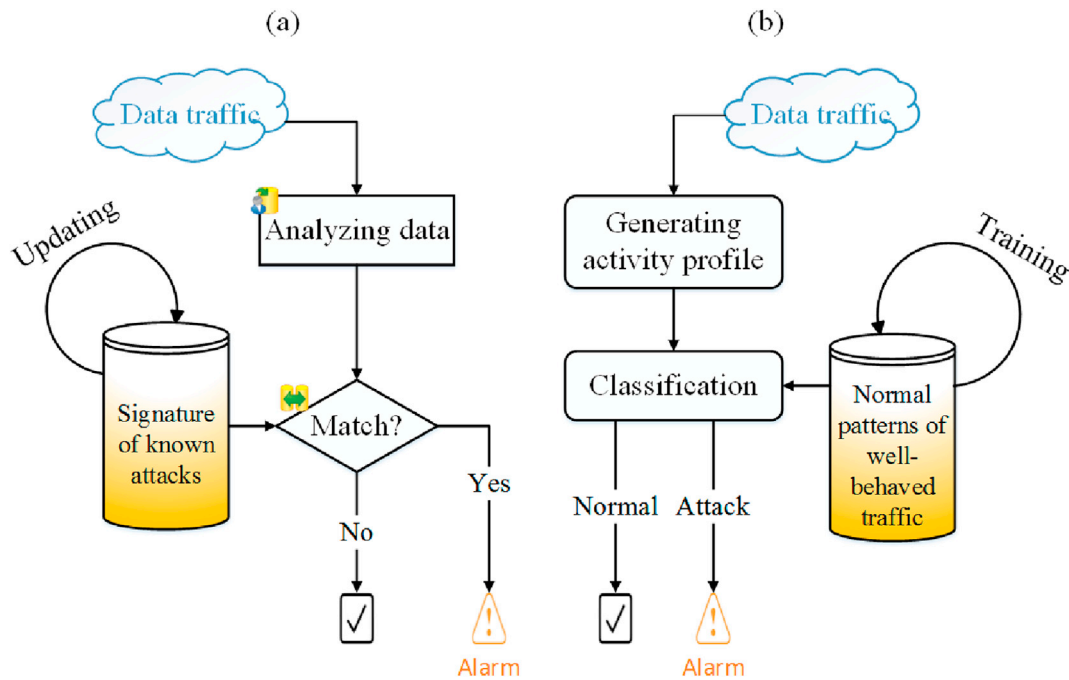 (a)
Data traffic
Analyzing data
Updating
Signature
of known
attacks
Match?
Yes
No
Alarm
(b)
Data traffic
Generating
activity profile
Training
Classification
Normal
patterns of
well-
behaved
traffic
Normal
Attack
Alarm